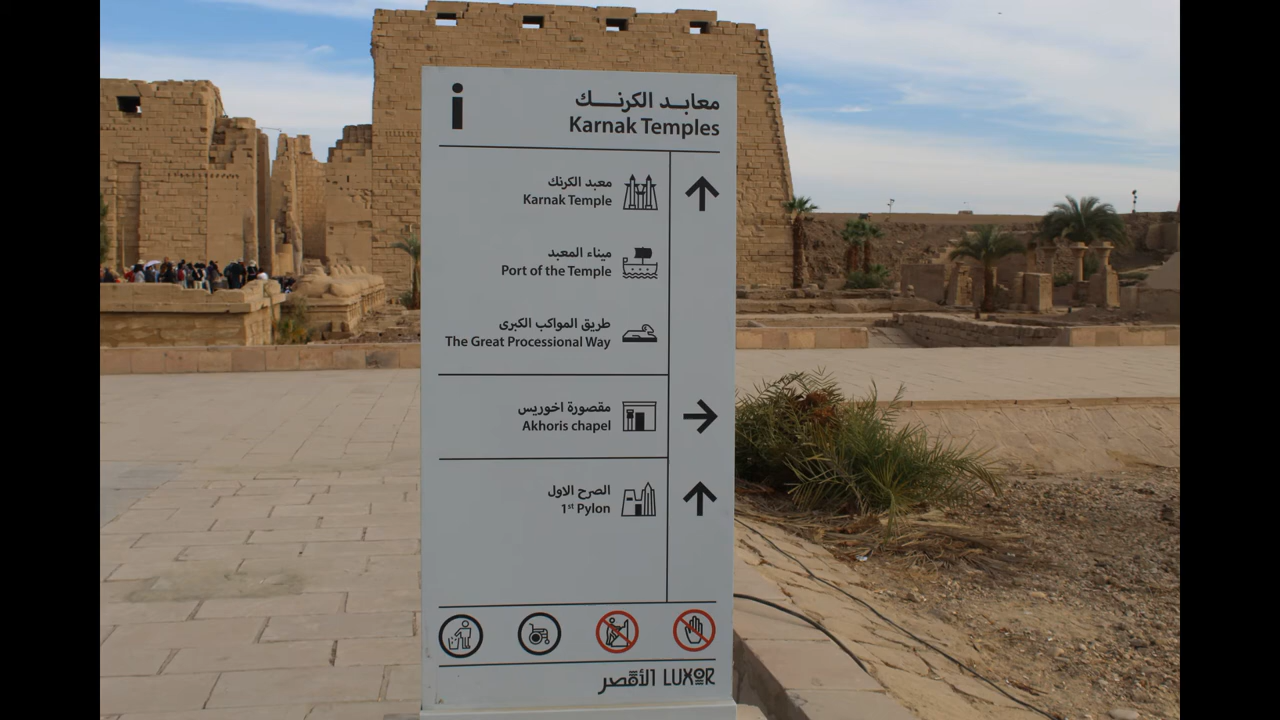 معابد الكرنك
Karnak Temples
معبد الكرنك
Karnak Temple
ميناء المعبد
Port of the Temple
طريق المواكب الكبرى
The Great Processional Way
مقصورة اخوريس
Akhoris chapel
الصرح الاول
1st Pylon
الأقصر LUXOR